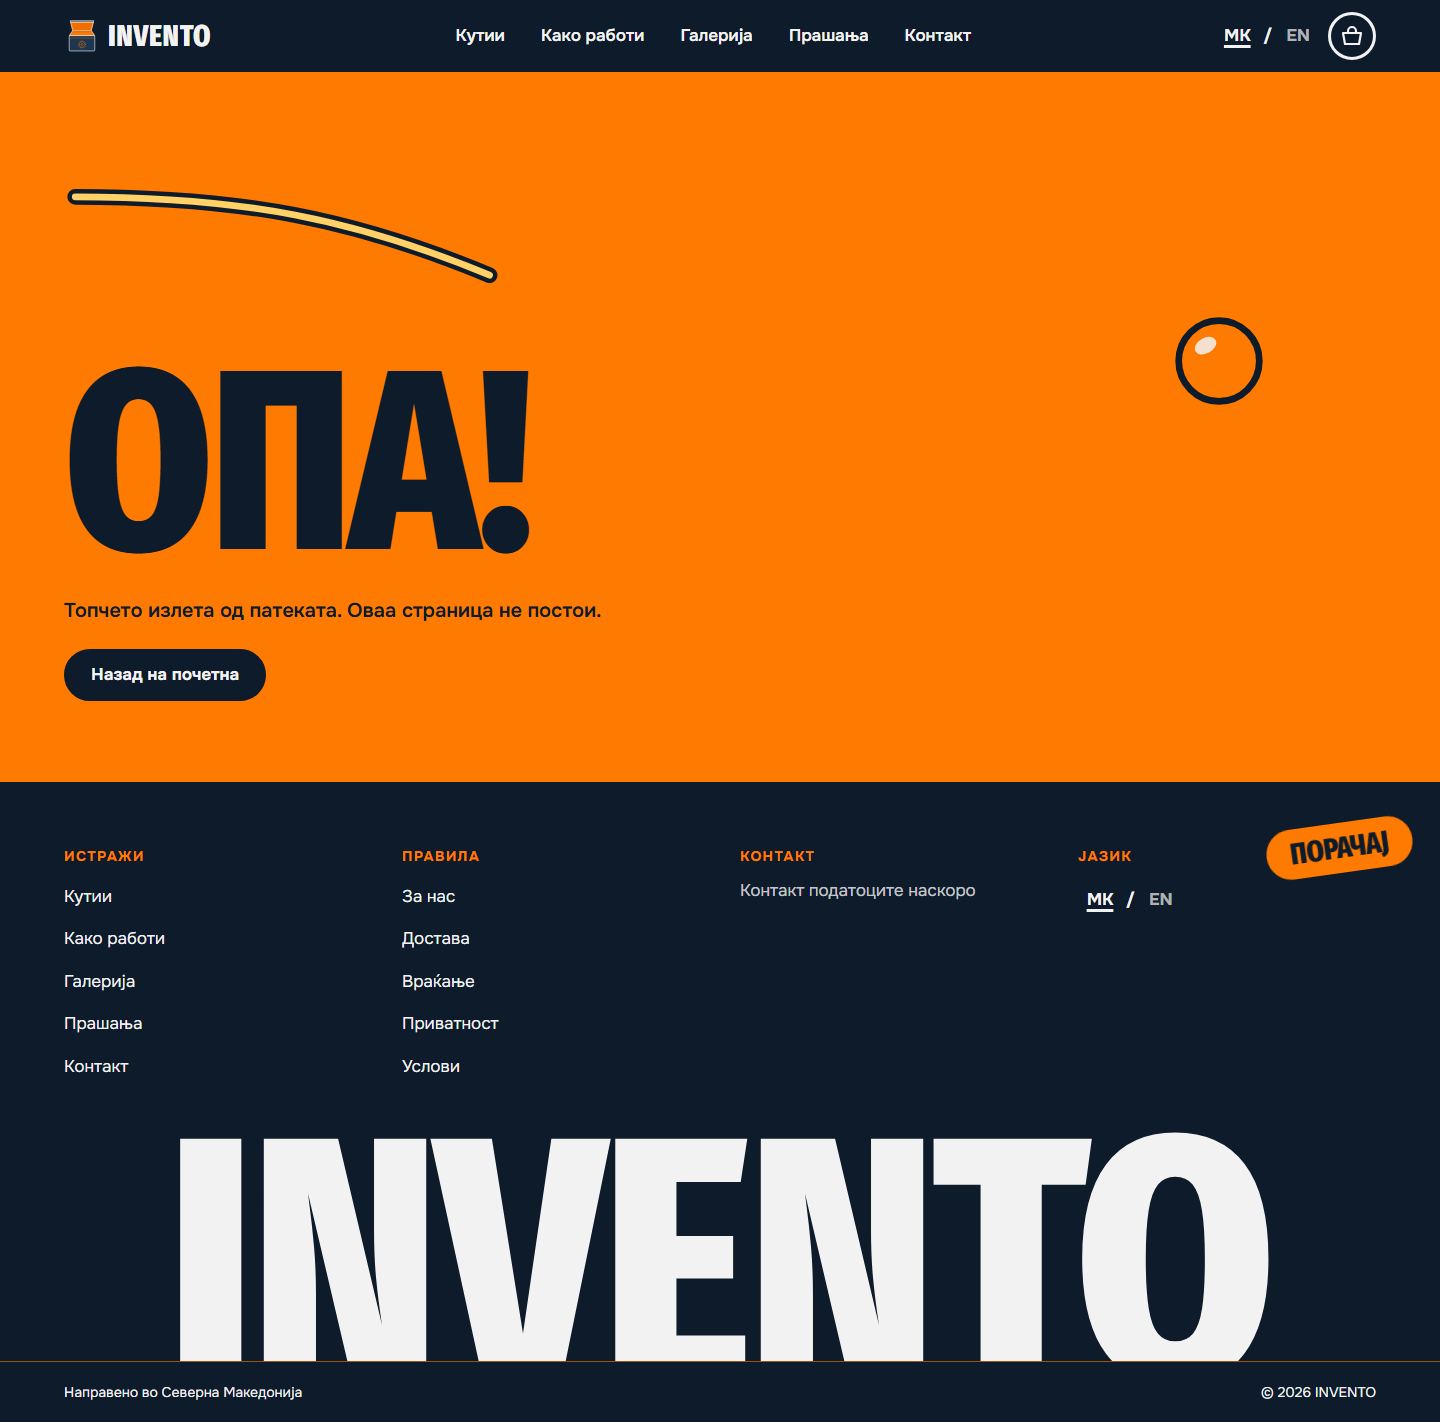 INVENTO
Кутии Како работи Галерија Прашања Контакт
MK / EN
ОПА!
Топчето излета од патеката. Оваа страница не постои.
Назад на почетна
ИСТРАЖИ
Кутии
Како работи
Галерија
Прашања
Контакт
ПРАВИЛА
За нас
Достава
Враќање
Приватност
Услови
КОНТАКТ
Контакт податоците наскоро
ЈАЗИК
MK / EN
ПОРАЧАЈ
INVENTO
Направено во Северна Македонија
© 2026 INVENTO